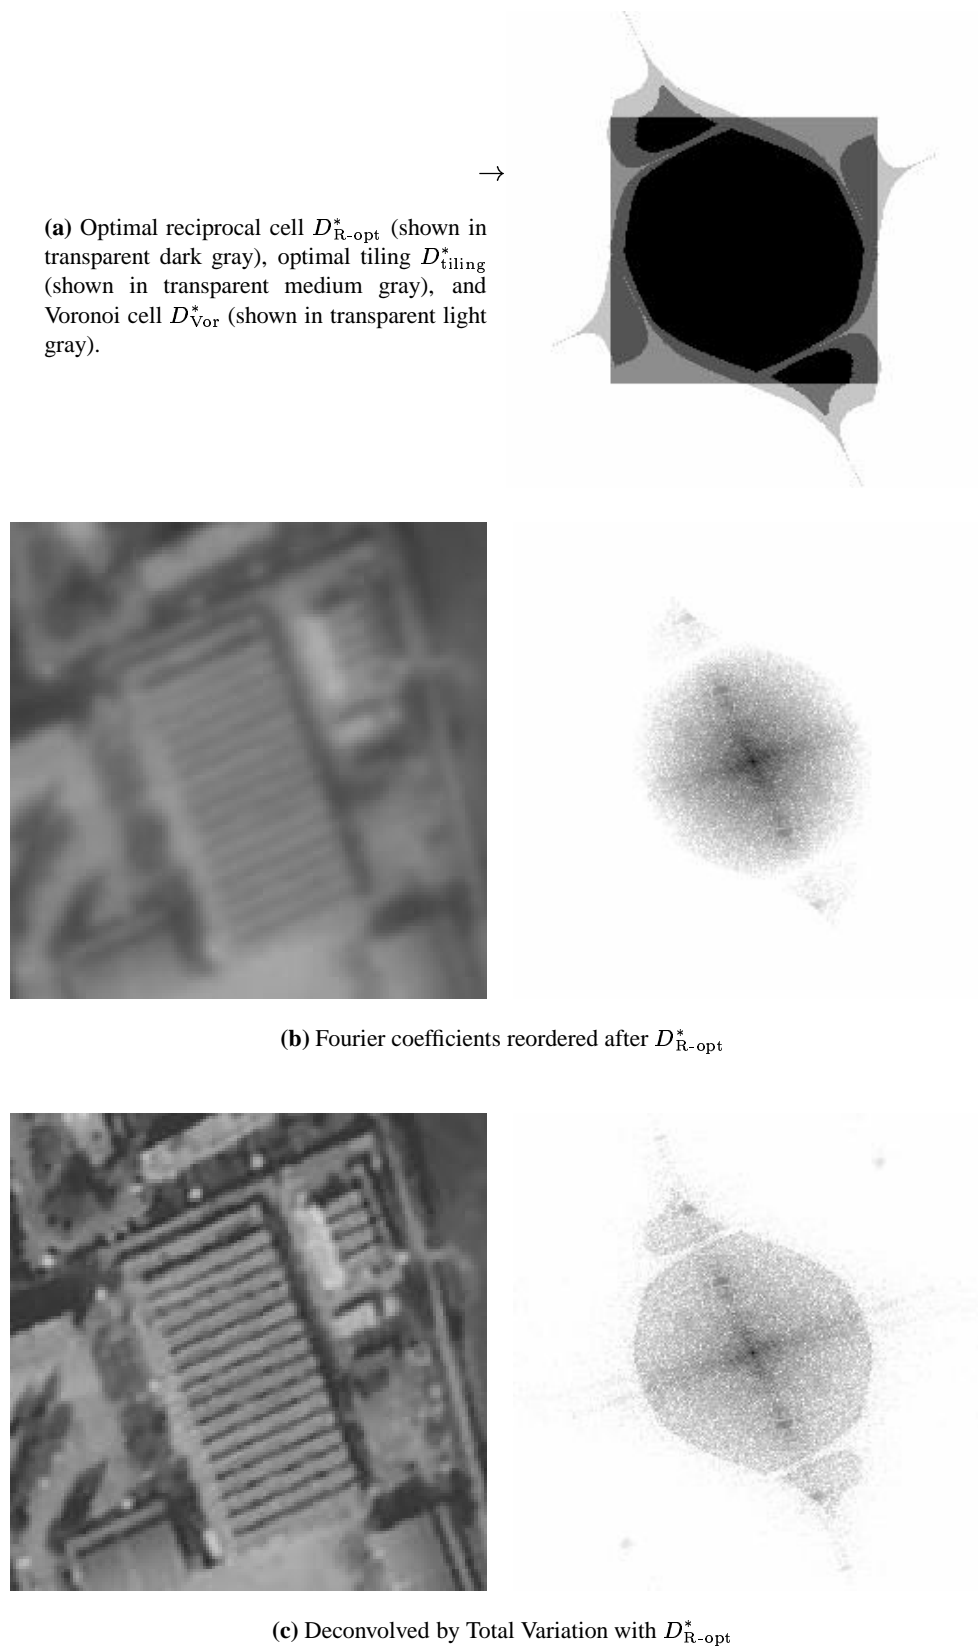 →
(a) Optimal reciprocal cell D*R-opt (shown in
transparent dark gray), optimal tiling D*tiling
(shown in transparent medium gray), and
Voronoi cell D*Vor (shown in transparent light
gray).
(b) Fourier coefficients reordered after D*R-opt
(c) Deconvolved by Total Variation with D*R-opt